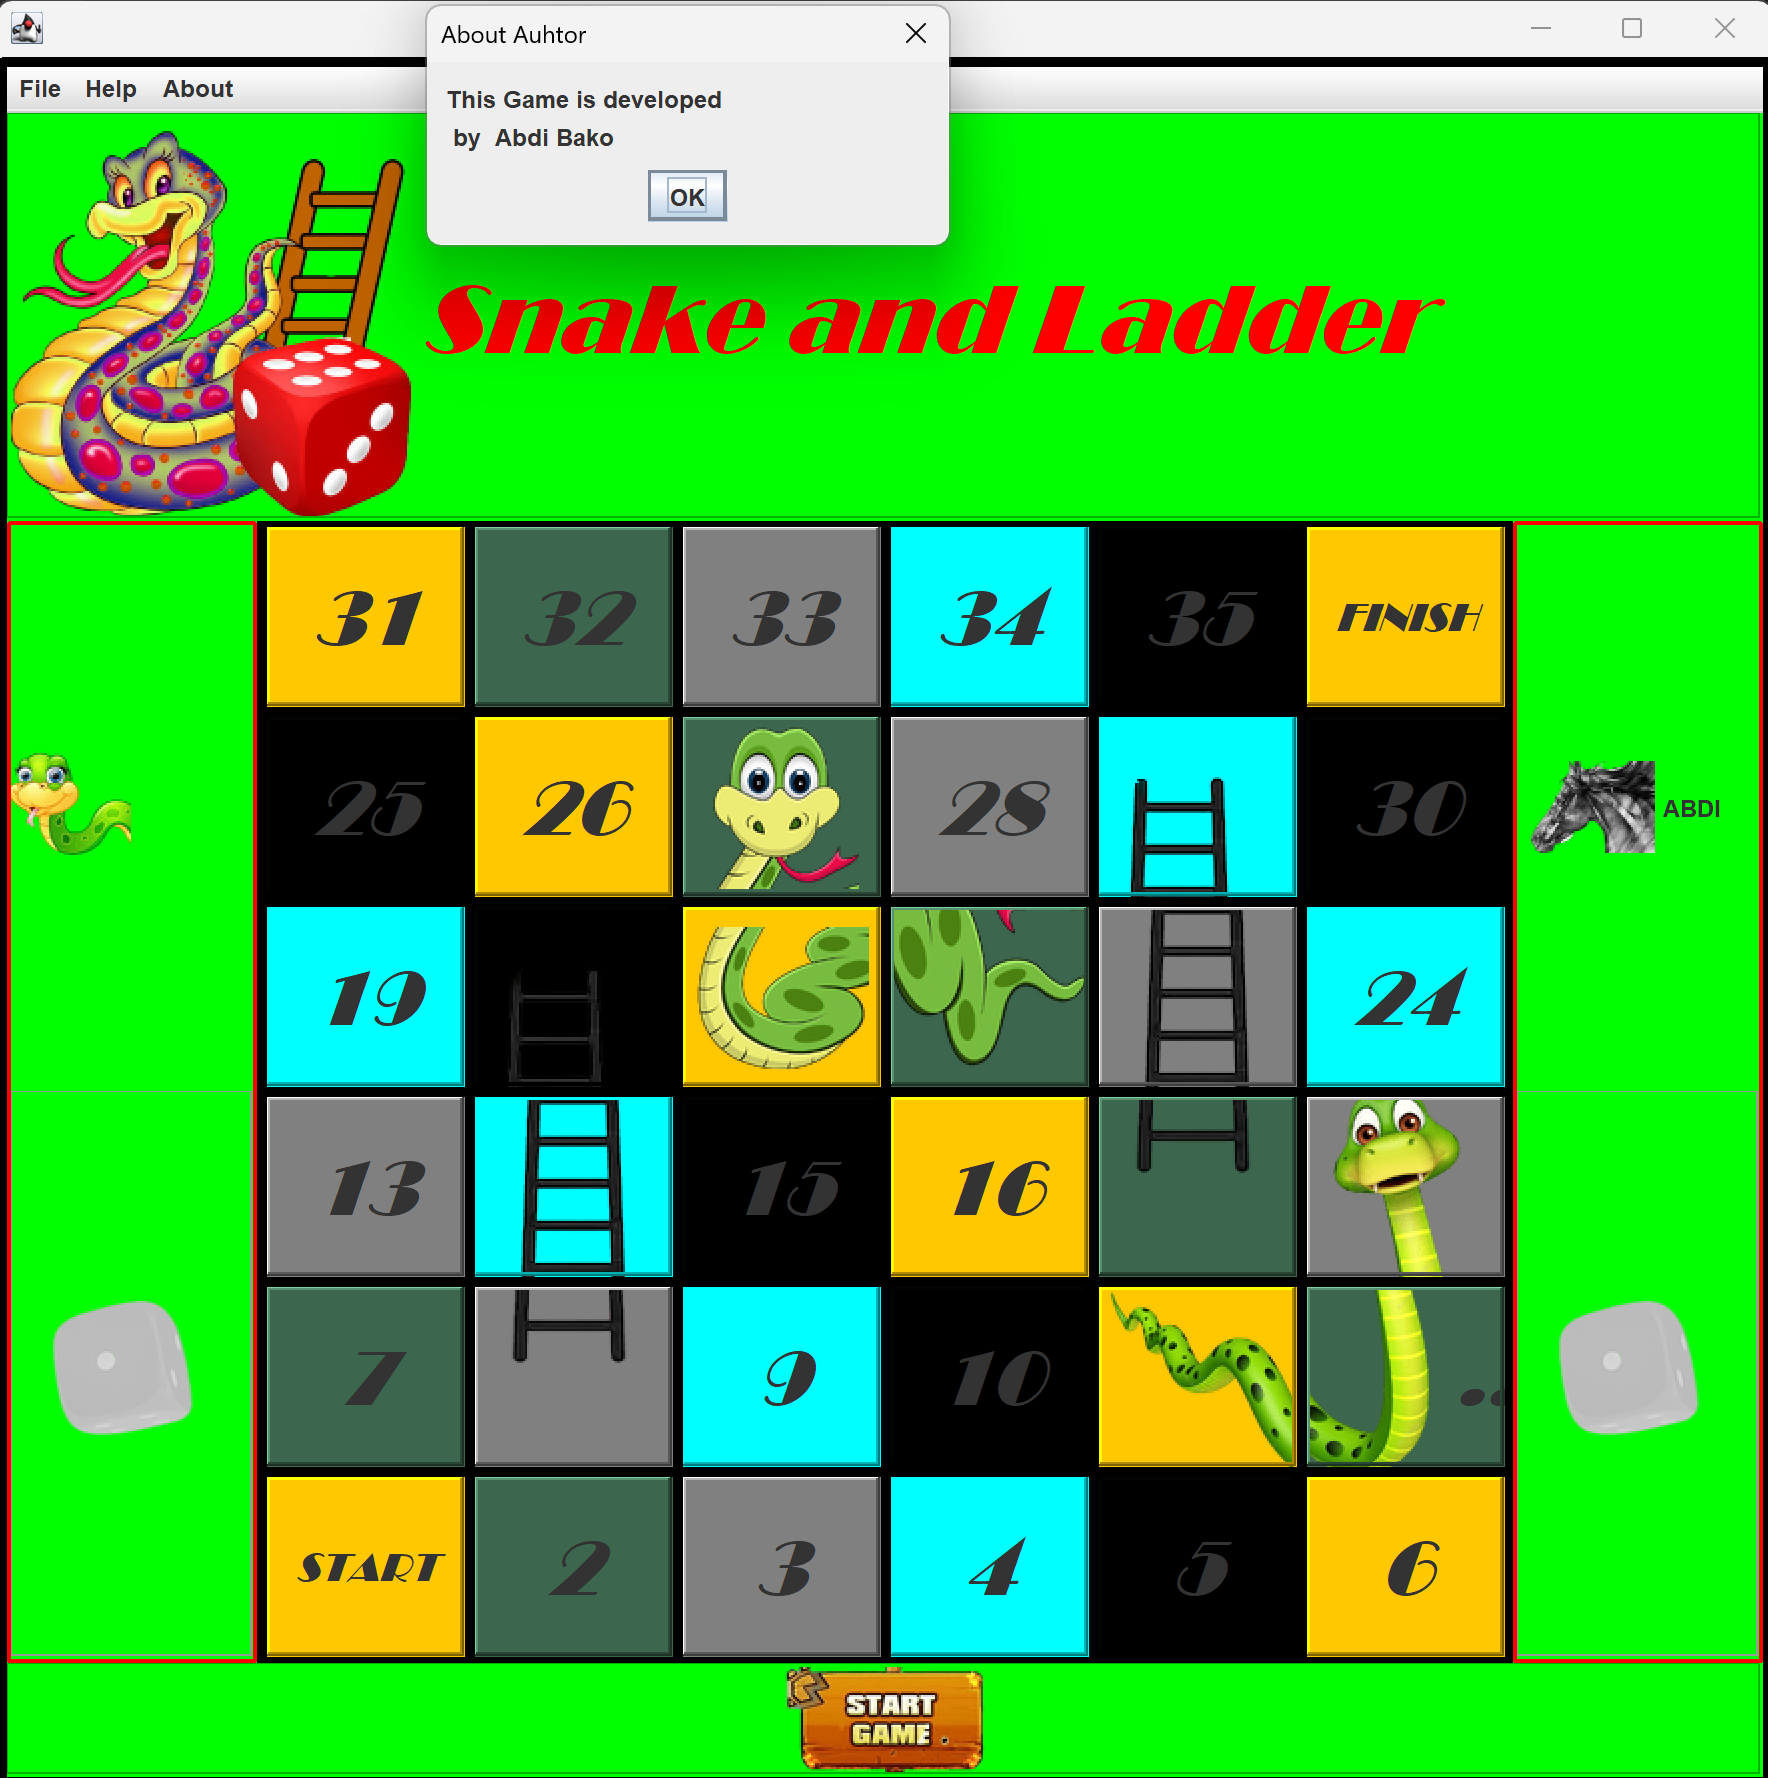 About Auhtor
This Game is developed
by Abdi Bako
OK
File Help About
Snake and Ladder
31 32 33 34 35 FINISH
25 26 28 30
19 24
13 15 16
7 9 10 ..
START 2 3 4 5 6
ABDI
START
GAME